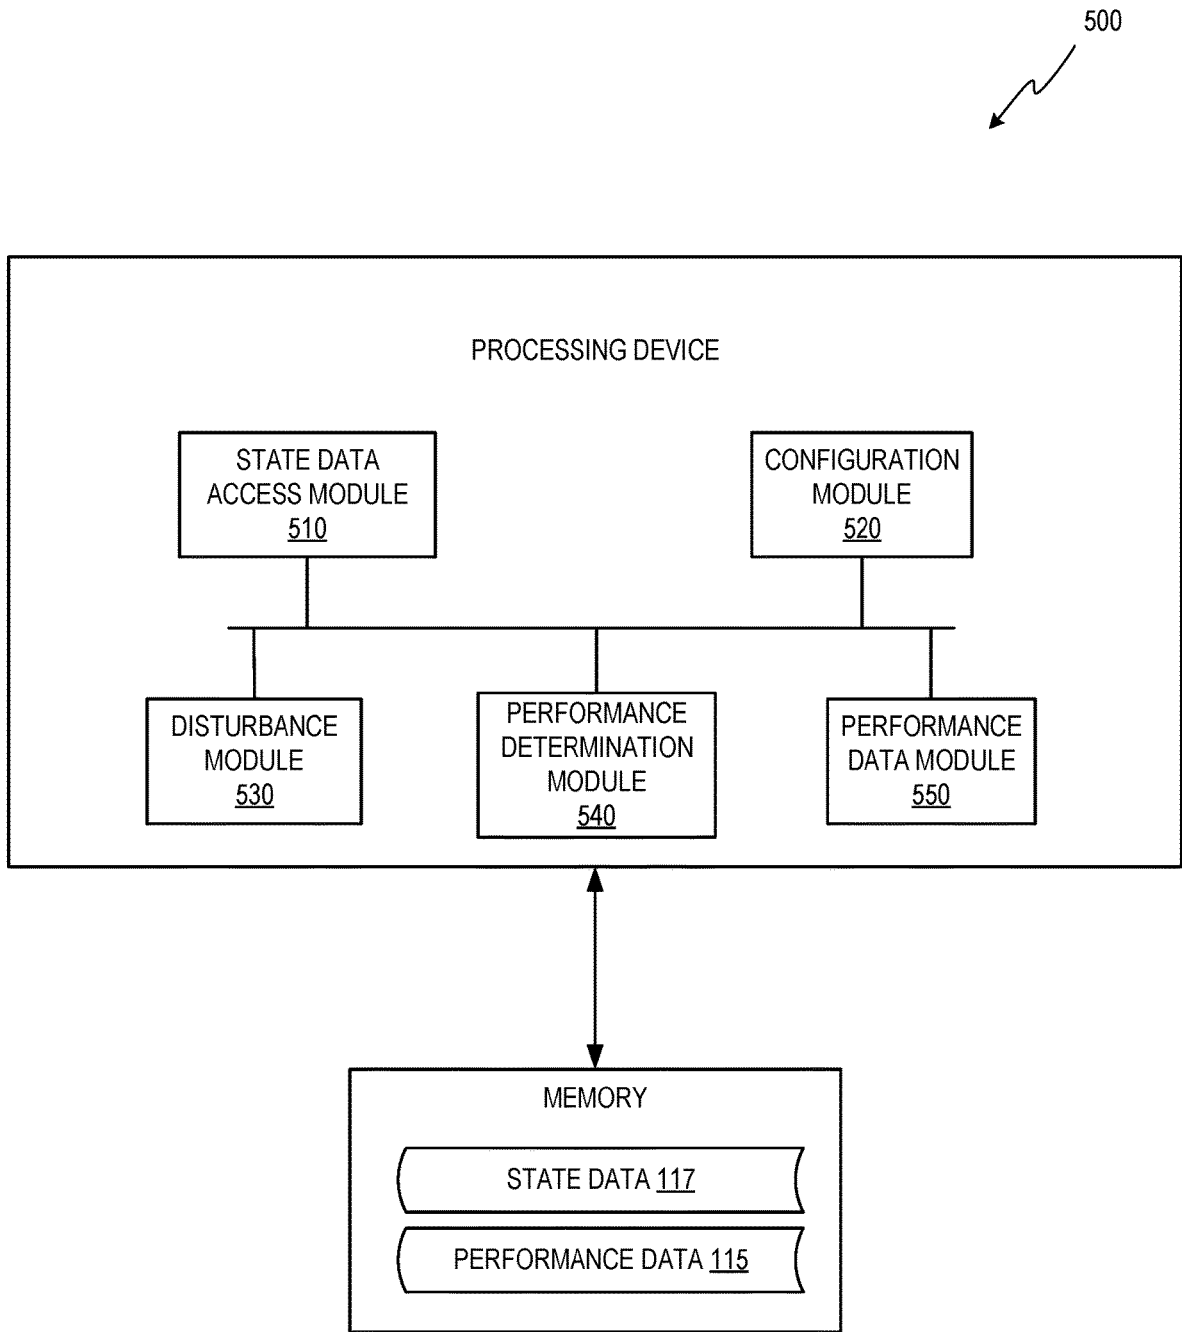 500
PROCESSING DEVICE
STATE DATA
ACCESS MODULE
510
CONFIGURATION
MODULE
520
DISTURBANCE
MODULE
530
PERFORMANCE
DETERMINATION
MODULE
540
PERFORMANCE
DATA MODULE
550
MEMORY
STATE DATA 117
PERFORMANCE DATA 115